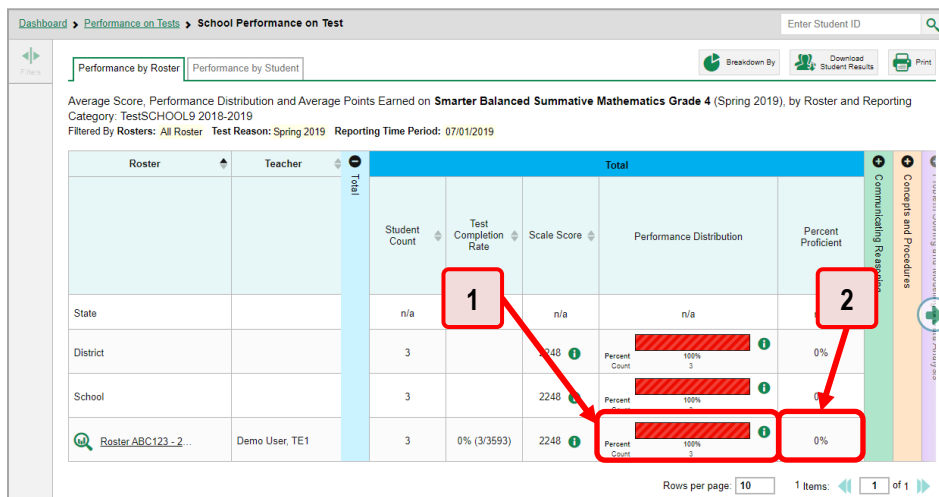 Dashboard > Performance on Tests > School Performance on Test
Enter Student ID
Filters
Performance by Roster
Performance by Student
Breakdown By
Download
Student Results
Print
Average Score, Performance Distribution and Average Points Earned on Smarter Balanced Summative Mathematics Grade 4 (Spring 2019), by Roster and Reporting
Category: TestSCHOOL9 2018-2019
Filtered By Rosters: All Roster Test Reason: Spring 2019 Reporting Time Period: 07/01/2019
Roster
Teacher
Total
Total
Student
Count
Test
Completion
Rate
Scale Score
Performance Distribution
Percent
Proficient
Communicating Reasoning
Concepts and Procedures
1
2
State n/a n/a n/a
District 3 2248 Percent 100% 0%
Count 3
School 3 2248 Percent 100%
Count
Roster ABC123 - 2... Demo User, TE1 3 0% (3/3593) 2248 Percent 100% 0%
Count 3
Rows per page: 10 1 Items: 1 of 1